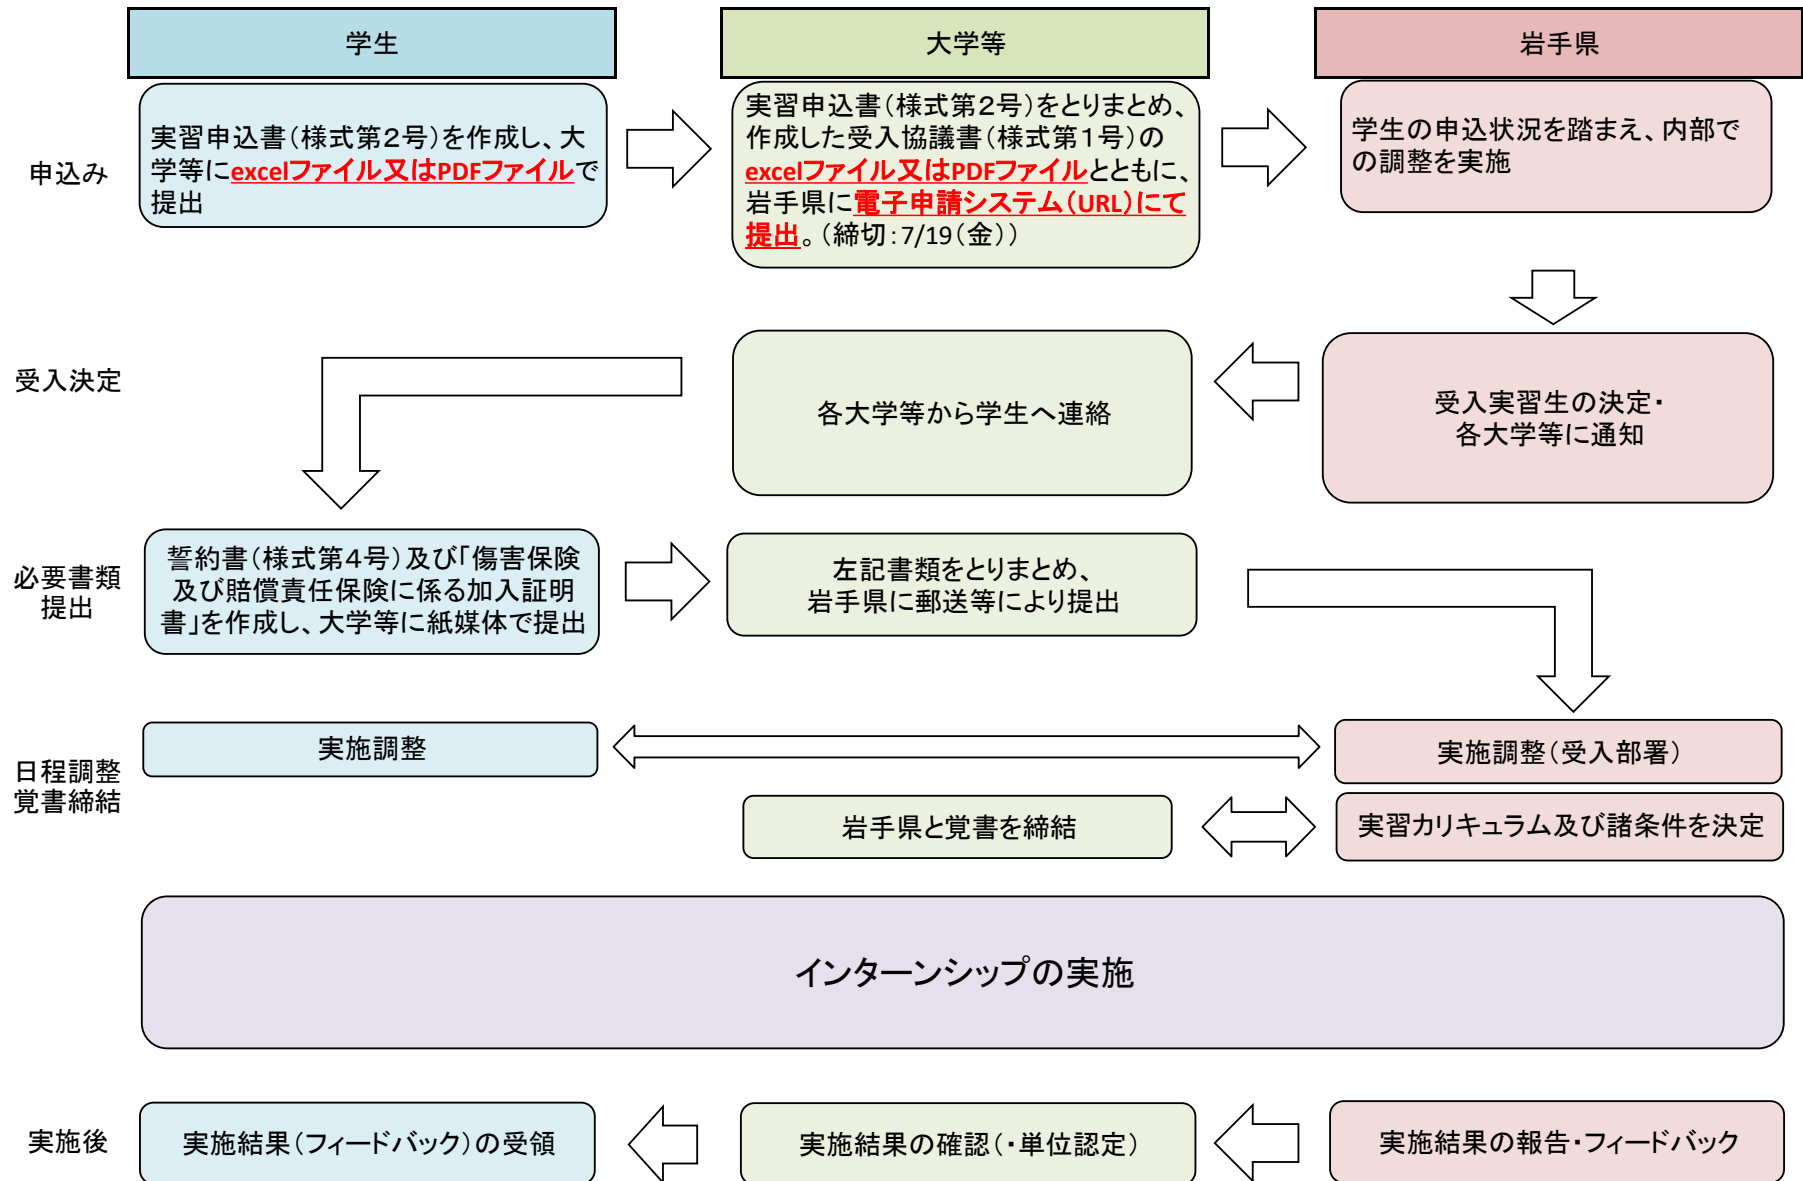 学生
大学等
岩手県
申込み
実習申込書（様式第２号）を作成し、大
学等にexcelファイル又はPDFファイルで
提出
実習申込書（様式第２号）をとりまとめ、
作成した受入協議書（様式第１号）の
excelファイル又はPDFファイルとともに、
岩手県に電子申請システム（URL）にて
提出。（締切：7/19（金））
学生の申込状況を踏まえ、内部で
の調整を実施
受入決定
各大学等から学生へ連絡
受入実習生の決定・
各大学等に通知
必要書類
提出
誓約書（様式第４号）及び「傷害保険
及び賠償責任保険に係る加入証明
書」を作成し、大学等に紙媒体で提出
左記書類をとりまとめ、
岩手県に郵送等により提出
日程調整
覚書締結
実施調整
実施調整（受入部署）
岩手県と覚書を締結
実習カリキュラム及び諸条件を決定
インターンシップの実施
実施後
実施結果（フィードバック）の受領
実施結果の確認（・単位認定）
実施結果の報告・フィードバック